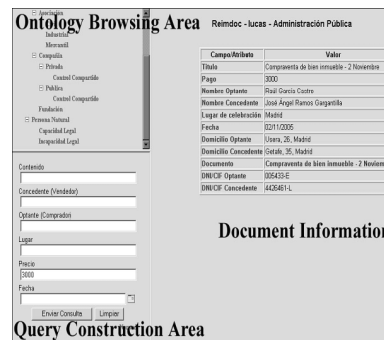 Ontology Browsing Area
Asociación
Industrial
Mercantil
Compañía
Privada
Control Compartido
Publica
Control Compartido
Fundación
Persona Natural
Capacidad Legal
Incapacidad Legal
Contenido
Concedente (Vendedor)
Optante (Comprador)
Lugar
Precio
3000
Fecha
Enviar Consulta Limpiar
Query Construction Area
Reimdoc - lucas - Administración Pública
Campo/Atributo Valor
Titulo Compraventa de bien inmueble - 2 Noviembre
Pago 3000
Nombre Optante Raúl García Castro
Nombre Concedente José Ángel Ramos Gargantilla
Lugar de celebración Madrid
Fecha 02/11/2005
Domicilio Optante Usera, 26, Madrid
Domicilio Concedente Getafe, 35, Madrid
Documento Compraventa de bien inmueble - 2 Noviem
DNI/CIF Optante 005433-E
DNI/CIF Concedente 4426461-L
Document Information